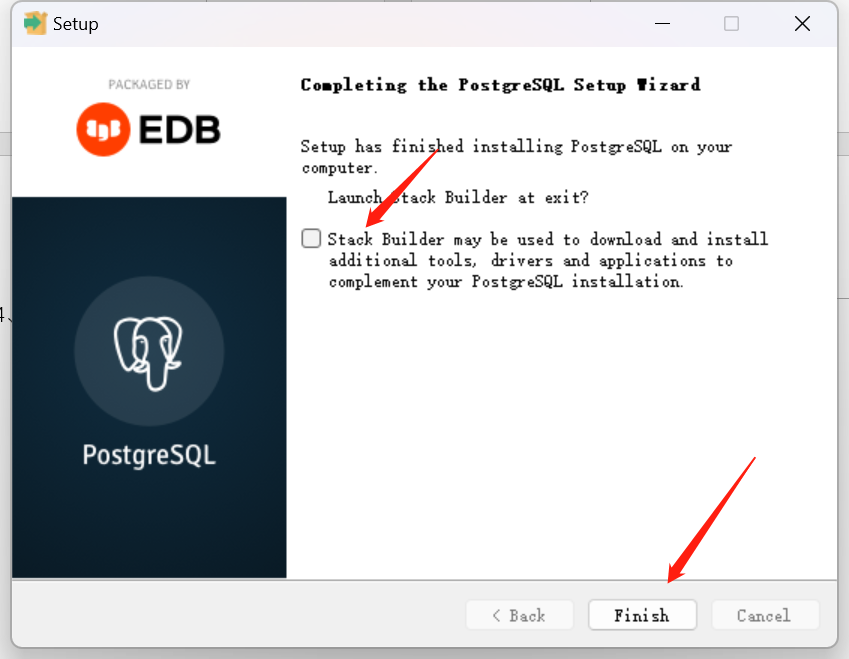 Setup
PACKAGED BY
EDB
Completing the PostgreSQL Setup Wizard
Setup has finished installing PostgreSQL on your
computer.
Launch Stack Builder at exit?
Stack Builder may be used to download and install
additional tools, drivers and applications to
complement your PostgreSQL installation.
4、
PostgreSQL
< Back
Finish
Cancel